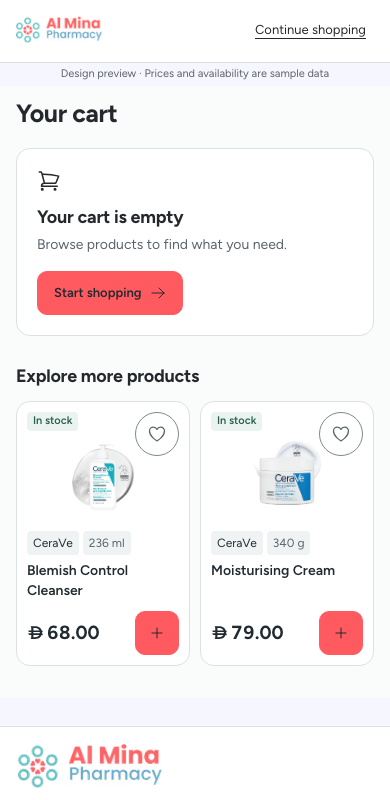 Al Mina
Pharmacy
Continue shopping
Design preview · Prices and availability are sample data
Your cart
Your cart is empty
Browse products to find what you need.
Start shopping
Explore more products
In stock
CeraVe
CeraVe 236 ml
Blemish Control
Cleanser
68.00
In stock
CeraVe
CeraVe 340 g
Moisturising Cream
79.00
Al Mina
Pharmacy